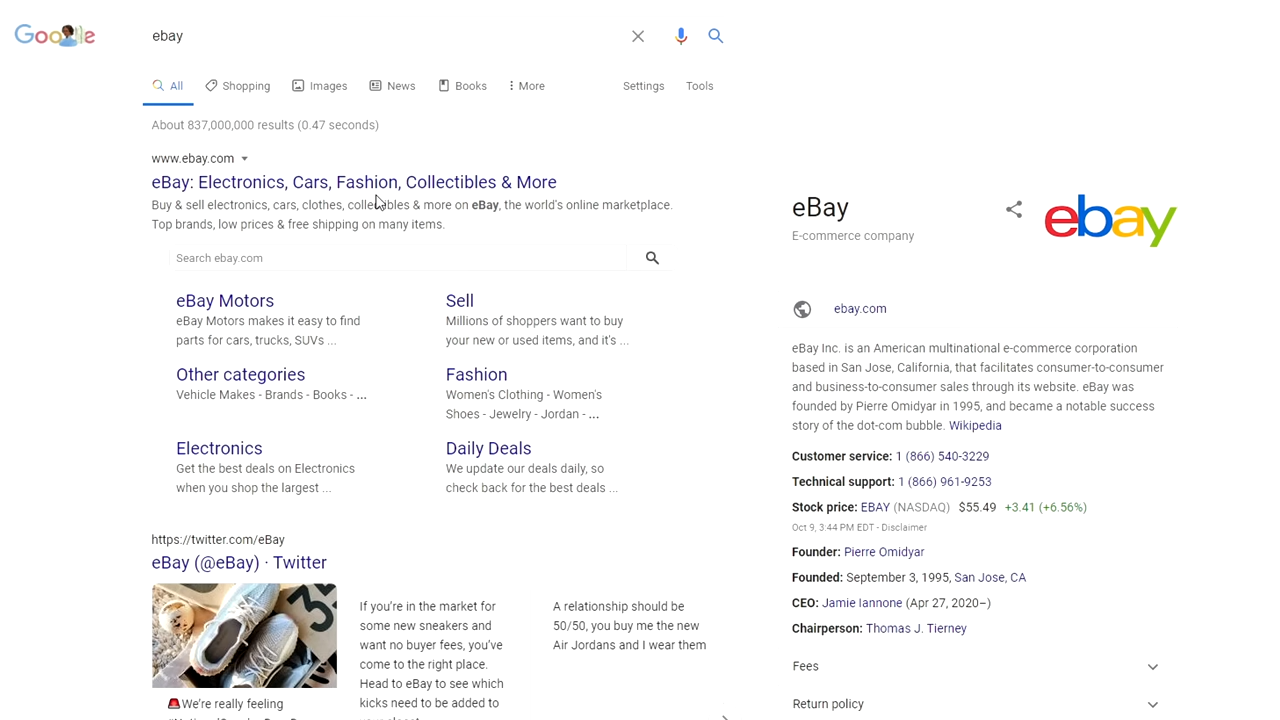 Google
ebay
All
Shopping
Images
News
Books
More
Settings
Tools
About 837,000,000 results (0.47 seconds)
www.ebay.com
eBay: Electronics, Cars, Fashion, Collectibles & More
Buy & sell electronics, cars, clothes, collectibles & more on eBay, the world's online marketplace.
Top brands, low prices & free shipping on many items.
Search ebay.com
eBay Motors
eBay Motors makes it easy to find
parts for cars, trucks, SUVs ...
Sell
Millions of shoppers want to buy
your new or used items, and it's ...
Other categories
Vehicle Makes - Brands - Books - ...
Fashion
Women's Clothing - Women's
Shoes - Jewelry - Jordan - ...
Electronics
Get the best deals on Electronics
when you shop the largest ...
Daily Deals
We update our deals daily, so
check back for the best deals ...
https://twitter.com/eBay
eBay (@eBay) · Twitter
🚨We're really feeling
If you're in the market for
some new sneakers and
want no buyer fees, you've
come to the right place.
Head to eBay to see which
kicks need to be added to
A relationship should be
50/50, you buy me the new
Air Jordans and I wear them
eBay
E-commerce company
ebay
ebay.com
eBay Inc. is an American multinational e-commerce corporation
based in San Jose, California, that facilitates consumer-to-consumer
and business-to-consumer sales through its website. eBay was
founded by Pierre Omidyar in 1995, and became a notable success
story of the dot-com bubble. Wikipedia
Customer service: 1 (866) 540-3229
Technical support: 1 (866) 961-9253
Stock price: EBAY (NASDAQ) $55.49 +3.41 (+6.56%)
Oct 9, 3:44 PM EDT - Disclaimer
Founder: Pierre Omidyar
Founded: September 3, 1995, San Jose, CA
CEO: Jamie Iannone (Apr 27, 2020–)
Chairperson: Thomas J. Tierney
Fees
Return policy